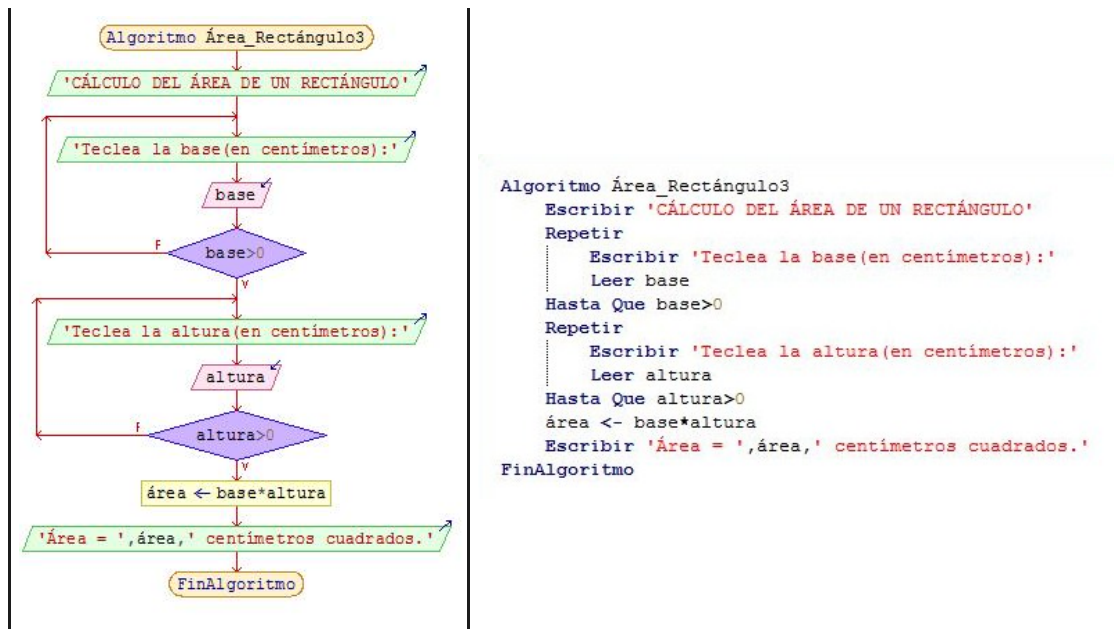 Algoritmo Área_Rectángulo3
'CÁLCULO DEL ÁREA DE UN RECTÁNGULO'
'Teclea la base(en centímetros):'
base
F
base>0
V
'Teclea la altura(en centímetros):'
altura
F
altura>0
V
área ← base*altura
'Área = ',área,' centímetros cuadrados.'
FinAlgoritmo
Algoritmo Área_Rectángulo3
Escribir 'CÁLCULO DEL ÁREA DE UN RECTÁNGULO'
Repetir
Escribir 'Teclea la base(en centímetros):'
Leer base
Hasta Que base>0
Repetir
Escribir 'Teclea la altura(en centímetros):'
Leer altura
Hasta Que altura>0
área <- base*altura
Escribir 'Área = ',área,' centímetros cuadrados.'
FinAlgoritmo